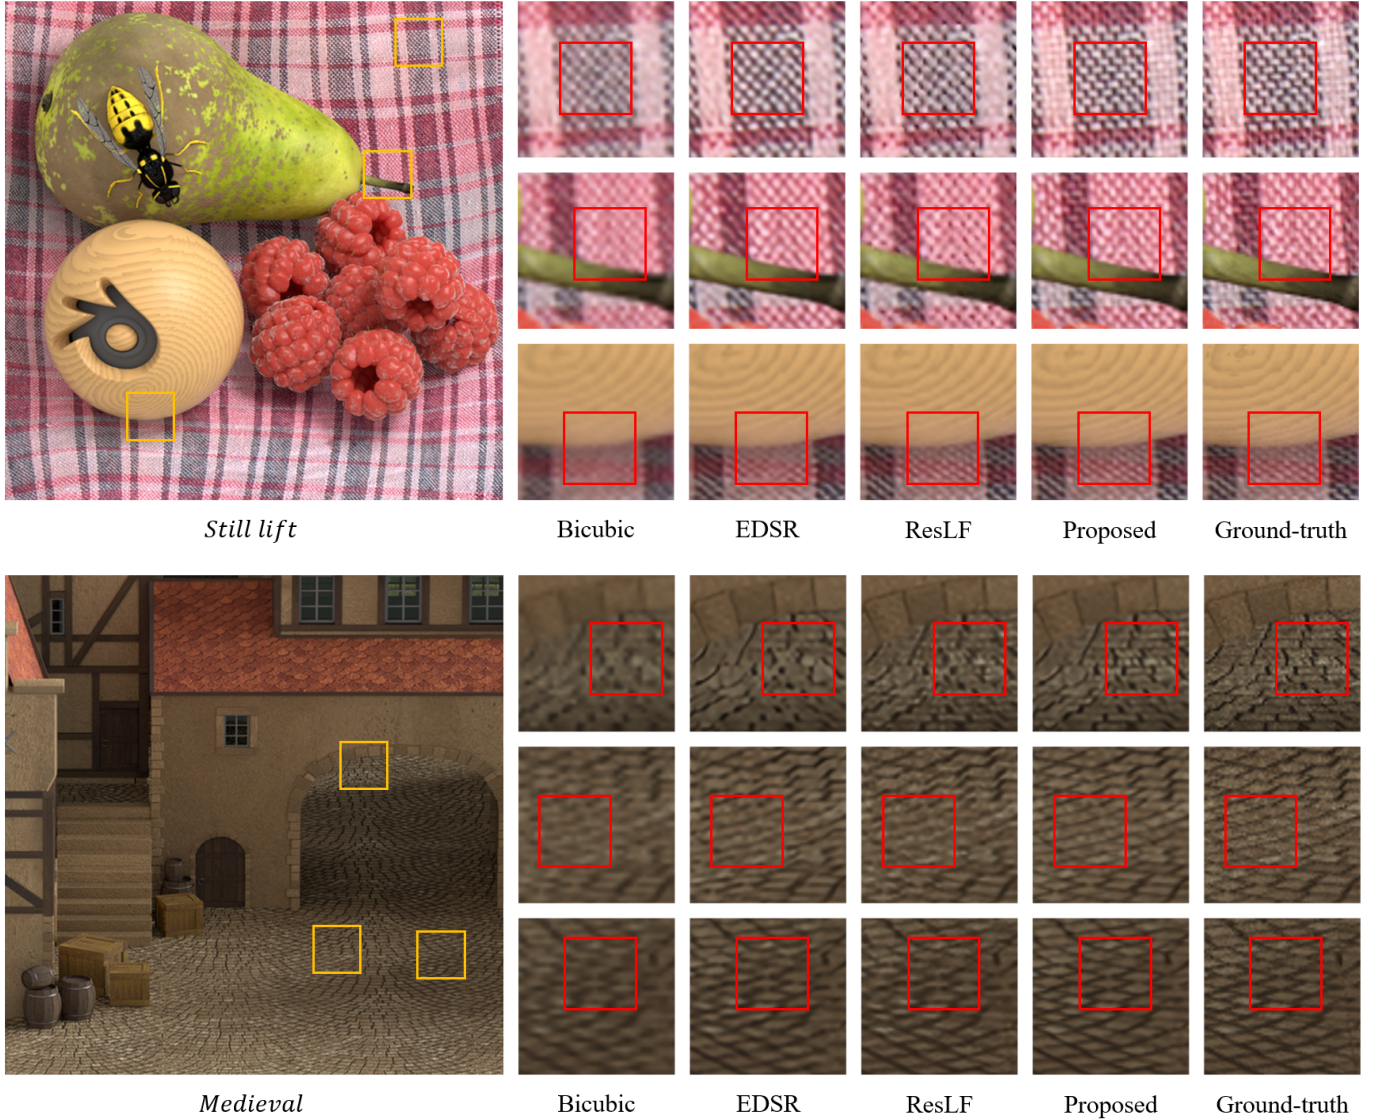 Still lift
Bicubic EDSR ResLF Proposed Ground-truth
Medieval
Bicubic EDSR ResLF Proposed Ground-truth